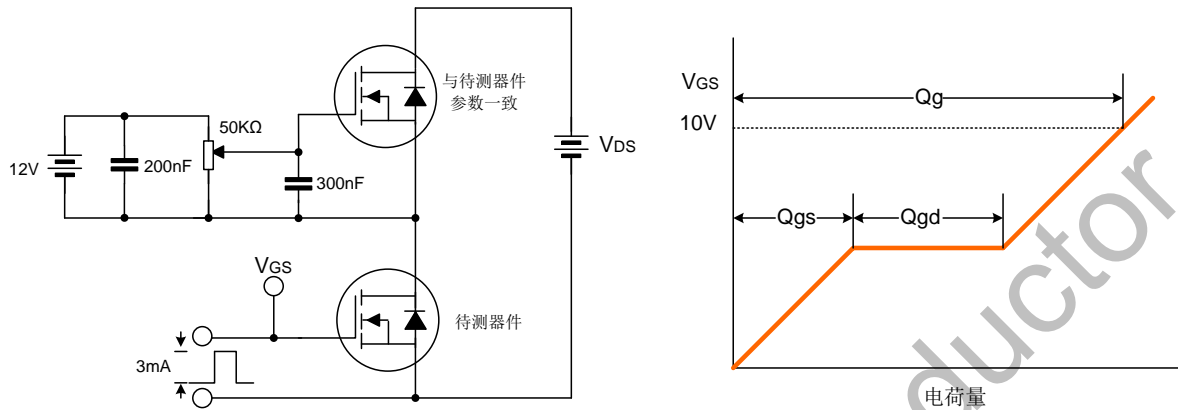 与待测器件
参数一致
50KΩ
12V
200nF
300nF
VDS
VGS
待测器件
3mA
VGS
Qg
10V
Qgs
Qgd
电荷量
ductor